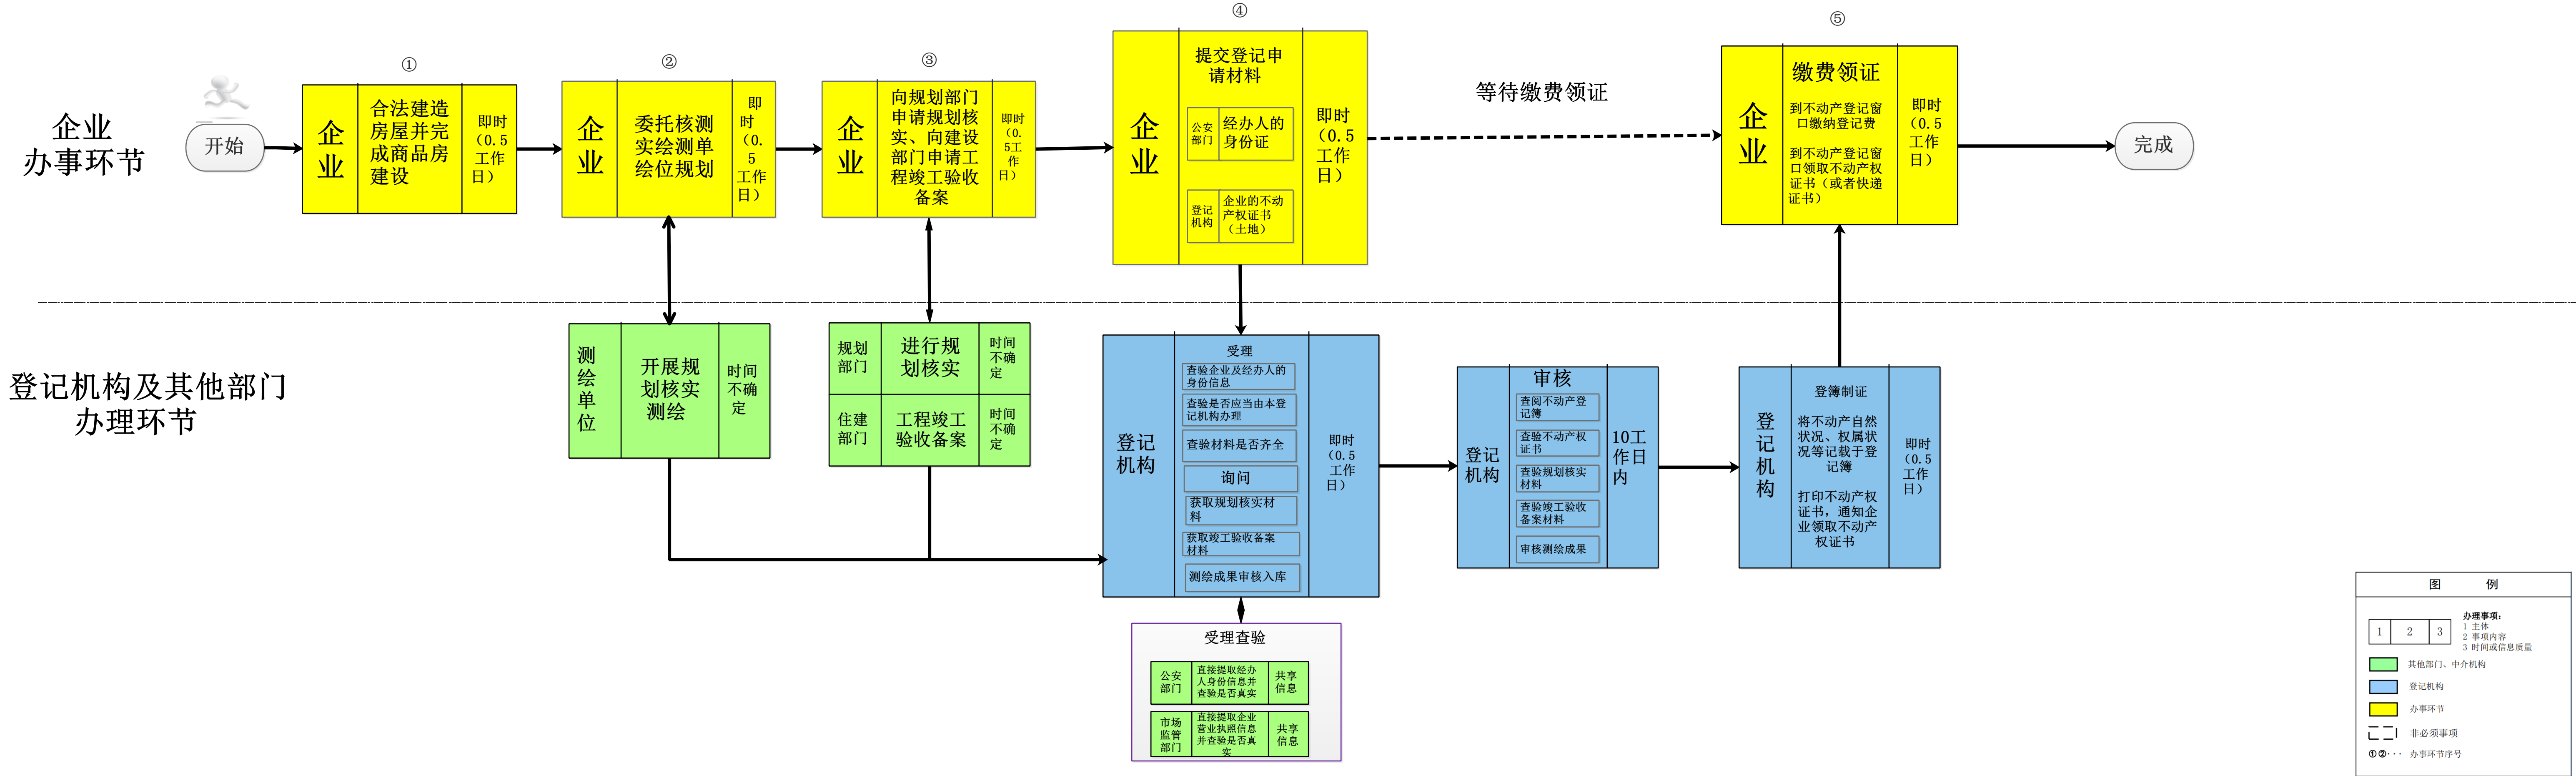 ①
②
③
④
⑤
企业
办事环节
开始
企
业
合法建造
房屋并完
成商品房
建设
即时
（0.5
工作
日）
企
业
委托核测
实绘测单
绘位规划
即
时（0.
5
工作
日）
企
业
向规划部门
申请规划核
实、向建设
部门申请工
程竣工验收
备案
即时
（0.
5工
作
日）
企
业
提交登记申
请材料
公安
部门
经办人的
身份证
登记
机构
企业的不动
产权证书
（土地）
即时
（0.5
工作
日）
等待缴费领证
企
业
缴费领证
到不动产登记窗
口缴纳登记费
到不动产登记窗
口领取不动产权
证书（或者快递
证书）
即时
（0.5
工作
日）
完成
登记机构及其他部门
办理环节
测
绘
单
位
开展规
划核实
测绘
时间
不确
定
规划
部门
进行规
划核实
时间
不确
定
住建
部门
工程竣工
验收备案
时间
不确
定
登记
机构
受理
查验企业及经办人的
身份信息
查验是否应当由本登
记机构办理
查验材料是否齐全
询问
获取规划核实材
料
获取竣工验收备案
材料
测绘成果审核入库
即时
（0.5
工作
日）
登记
机构
审核
查阅不动产登
记簿
查验不动产权
证书
查验规划核实
材料
查验竣工验收
备案材料
审核测绘成果
10工
作日
内
登
记
机
构
登簿制证
将不动产自然
状况、权属状
况等记载于登
记簿
打印不动产权
证书，通知企
业领取不动产
权证书
即时
（0.5
工作
日）
受理查验
公安
部门
直接提取经办
人身份信息并
查验是否真实
共享
信息
市场
监管
部门
直接提取企业
营业执照信息
并查验是否真
实
共享
信息
图 例
1 2 3
办理事项：
1 主体
2 事项内容
3 时间或信息质量
其他部门、中介机构
登记机构
办事环节
非必须事项
①②··· 办事环节序号